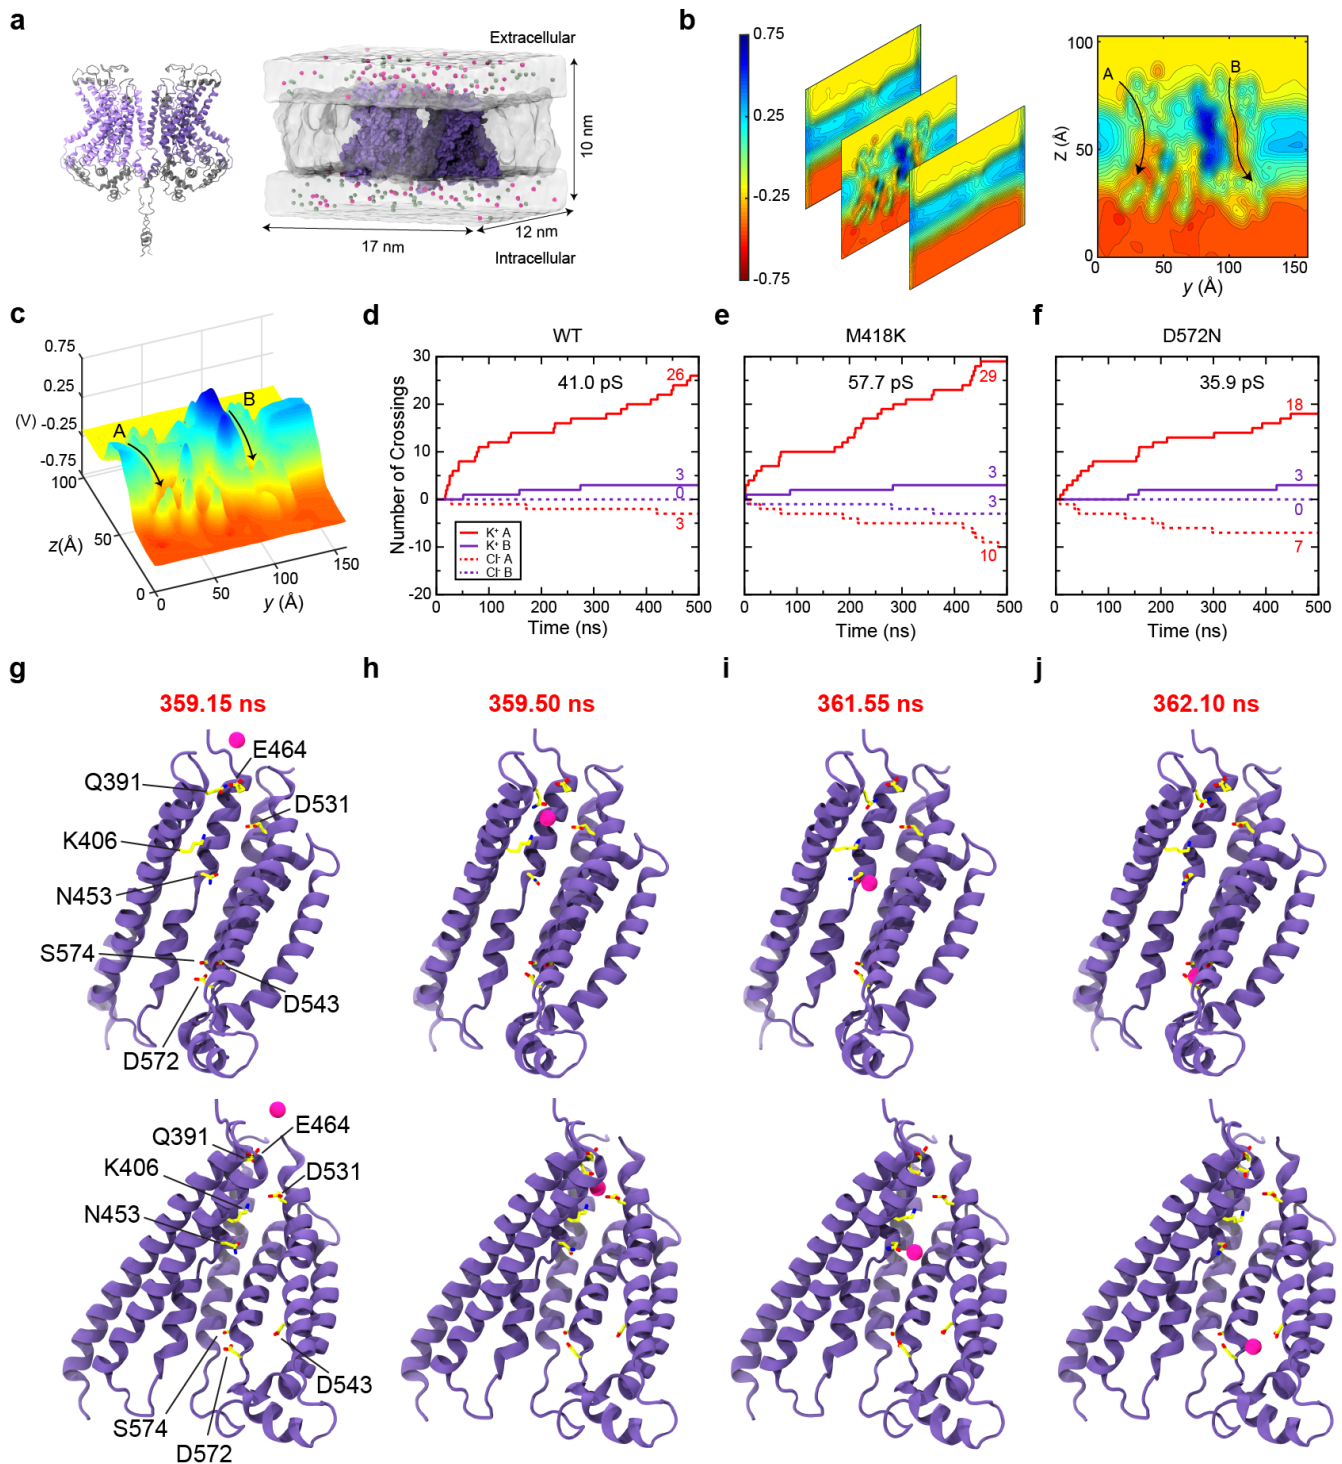 a
Extracellular
10 nm
12 nm
17 nm
Intracellular
b
0.75
0.25
-0.25
-0.75
100
50
0
Z (Å)
A
B
0
50
100
150
y (Å)
c
0.75
0.25
(V)
-0.25
-0.75
100
50
0
z(Å)
A
B
0
50
100
150
y (Å)
d
WT
30
20
10
0
-10
-20
Number of Crossings
41.0 pS
26
3
0
3
K⁺ A
K⁺ B
Cl⁻ A
Cl⁻ B
0 100 200 300 400 500
Time (ns)
e
M418K
57.7 pS
29
3
3
10
0 100 200 300 400 500
Time (ns)
f
D572N
35.9 pS
18
3
0
7
0 100 200 300 400 500
Time (ns)
g
359.15 ns
E464
Q391
D531
K406
N453
S574
D543
D572
h
359.50 ns
i
361.55 ns
j
362.10 ns
Q391
E464
K406
D531
N453
D543
S574
D572